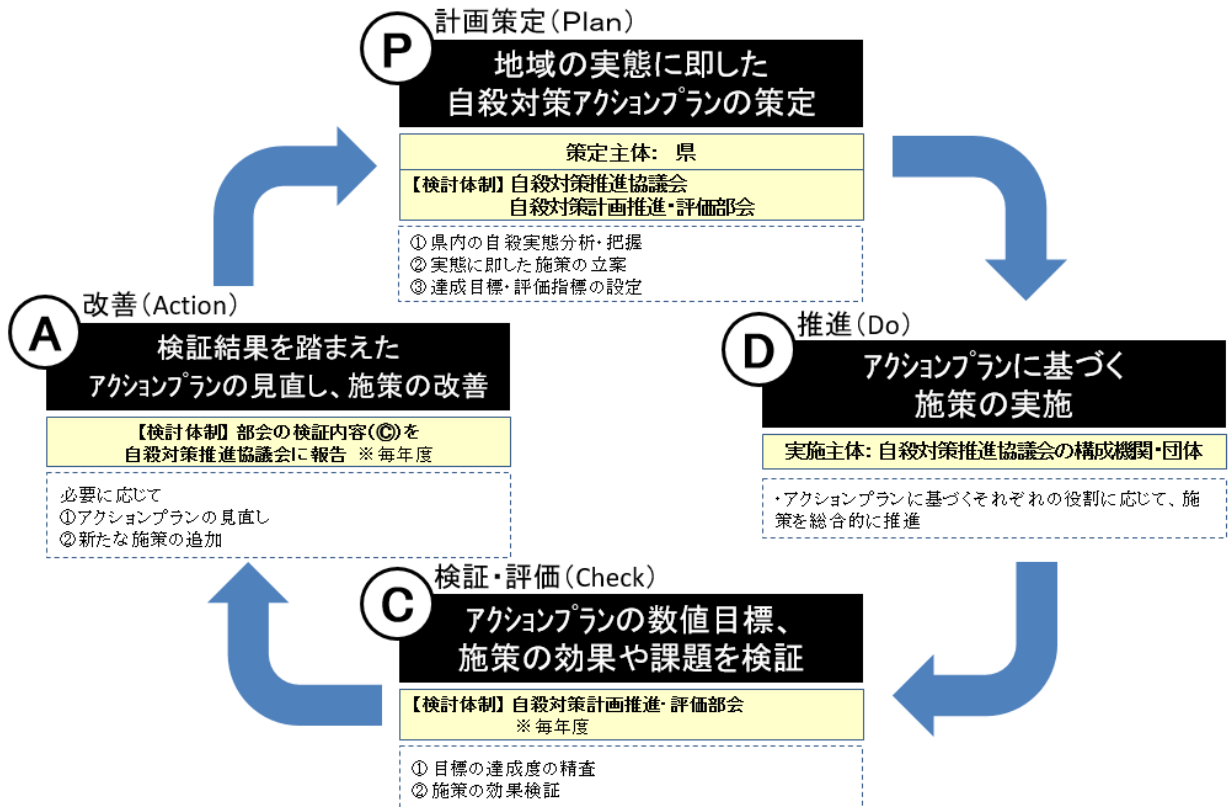 P
計画策定(Plan)
地域の実態に即した
自殺対策アクションプランの策定
策定主体: 県
【検討体制】自殺対策推進協議会
自殺対策計画推進・評価部会
① 県内の自殺実態分析・把握
② 実態に即した施策の立案
③ 達成目標・評価指標の設定
D
推進(Do)
アクションプランに基づく
施策の実施
実施主体: 自殺対策推進協議会の構成機関・団体
・アクションプランに基づくそれぞれの役割に応じて、施
策を総合的に推進
C
検証・評価(Check)
アクションプランの数値目標、
施策の効果や課題を検証
【検討体制】自殺対策計画推進・評価部会
※毎年度
① 目標の達成度の精査
② 施策の効果検証
A
改善(Action)
検証結果を踏まえた
アクションプランの見直し、施策の改善
【検討体制】部会の検証内容(Ⓒ)を
自殺対策推進協議会に報告 ※毎年度
必要に応じて
①アクションプランの見直し
②新たな施策の追加